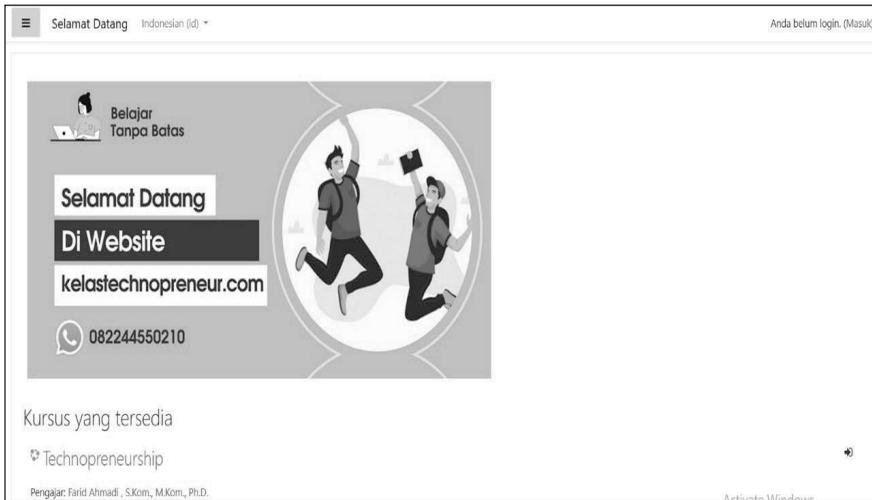 Selamat Datang Indonesian (id)
Anda belum login. (Masuk)
Belajar
Tanpa Batas
Selamat Datang
Di Website
kelastechnopreneur.com
082244550210
Kursus yang tersedia
Technopreneurship
Pengajar: Farid Ahmadi , S.Kom., M.Kom., Ph.D.
Activate Windows